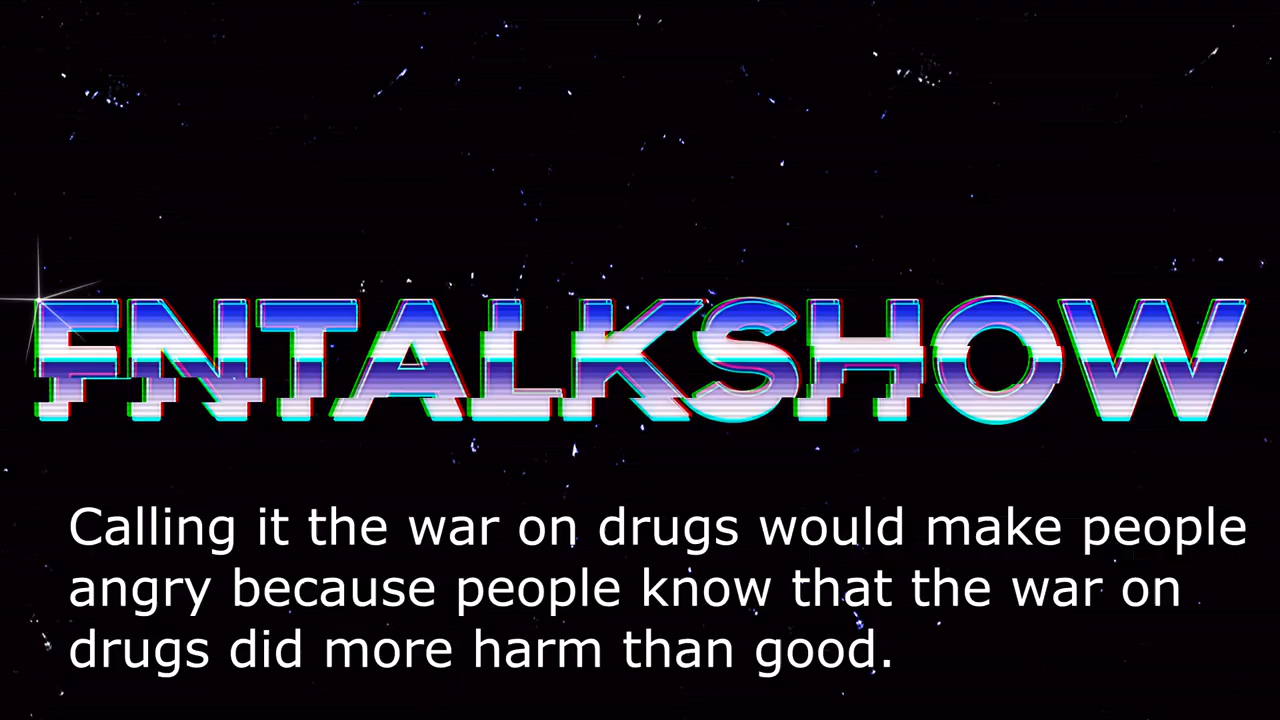 FNTALKSHOW
Calling it the war on drugs would make people
angry because people know that the war on
drugs did more harm than good.